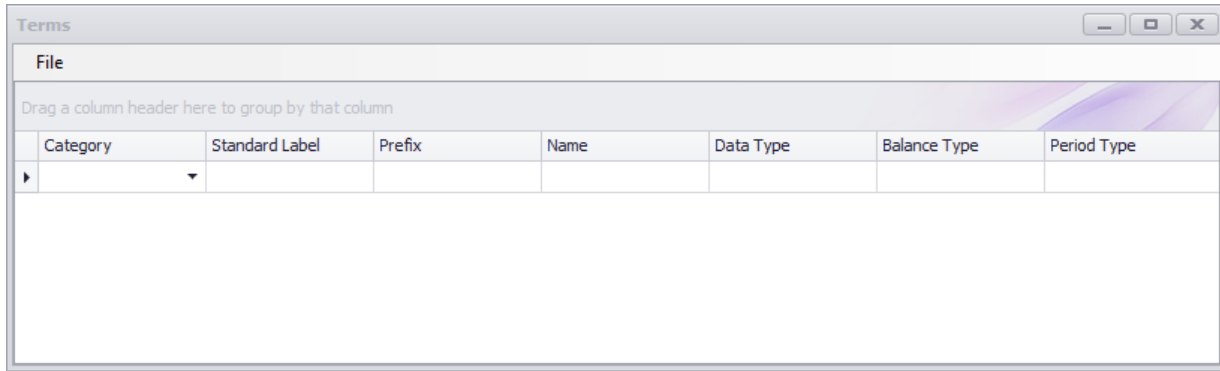 Terms
File
Drag a column header here to group by that column
Category Standard Label Prefix Name Data Type Balance Type Period Type